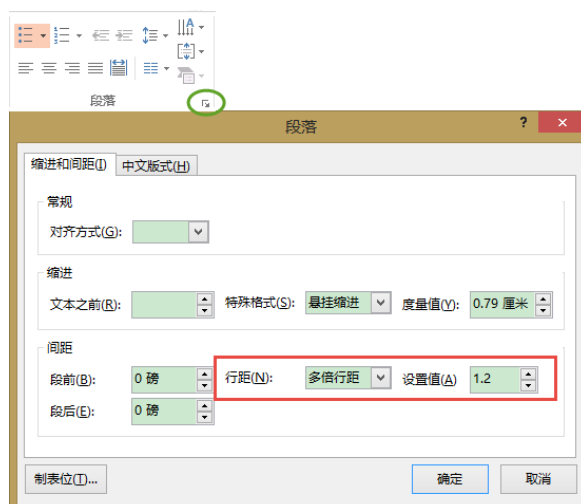 段落
段落 ?
缩进和间距(I) 中文版式(H)
常规
对齐方式(G):
缩进
文本之前(R): 特殊格式(S): 悬挂缩进 度量值(Y): 0.79 厘米
间距
段前(B): 0 磅 行距(N): 多倍行距 设置值(A) 1.2
段后(E): 0 磅
制表位(T)... 确定 取消